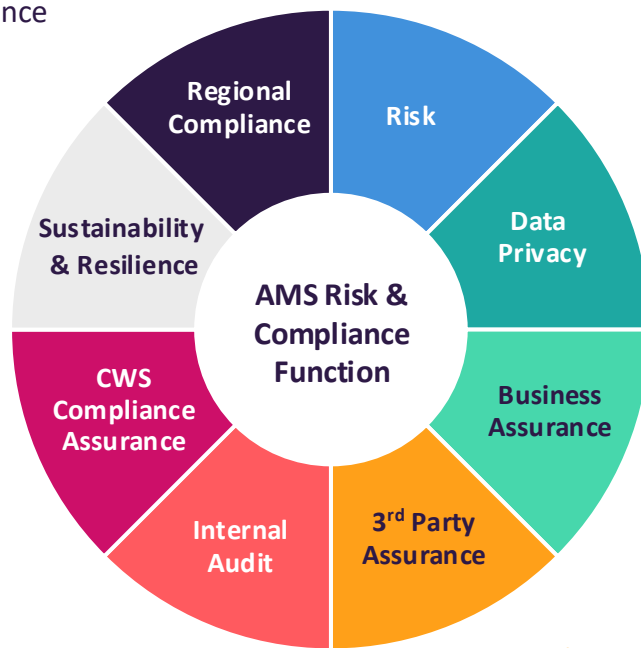 nce
Regional
Compliance
Risk
Data
Privacy
Business
Assurance
3rd Party
Assurance
Internal
Audit
CWS
Compliance
Assurance
Sustainability
& Resilience
AMS Risk &
Compliance
Function